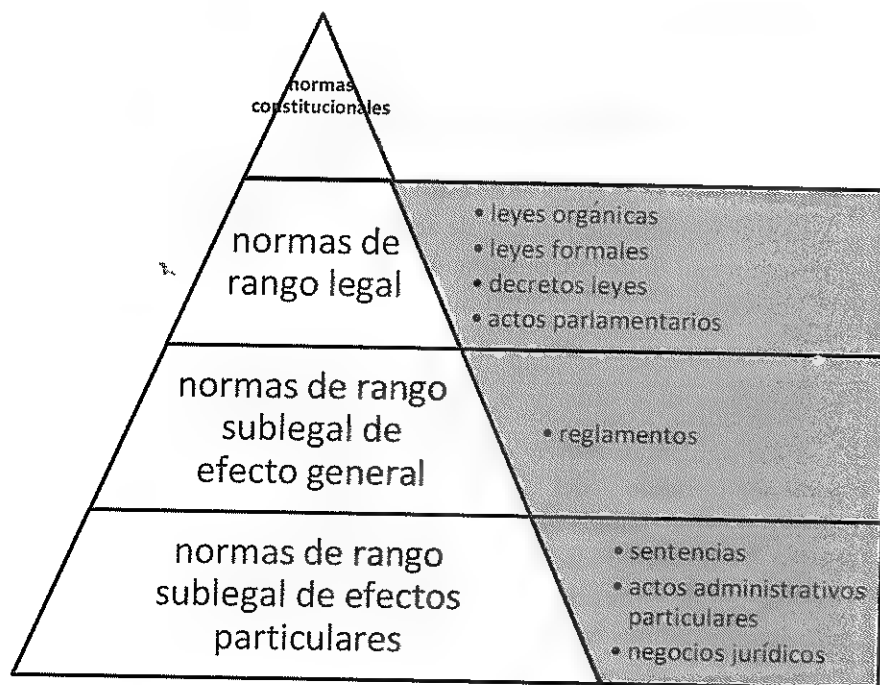 normas
constitucionales
normas de
rango legal
• leyes orgánicas
• leyes formales
• decretos leyes
• actos parlamentarios
normas de rango
sublegal de
efecto general
• reglamentos
normas de rango
sublegal de efectos
particulares
• sentencias
• actos administrativos
particulares
• negocios jurídicos